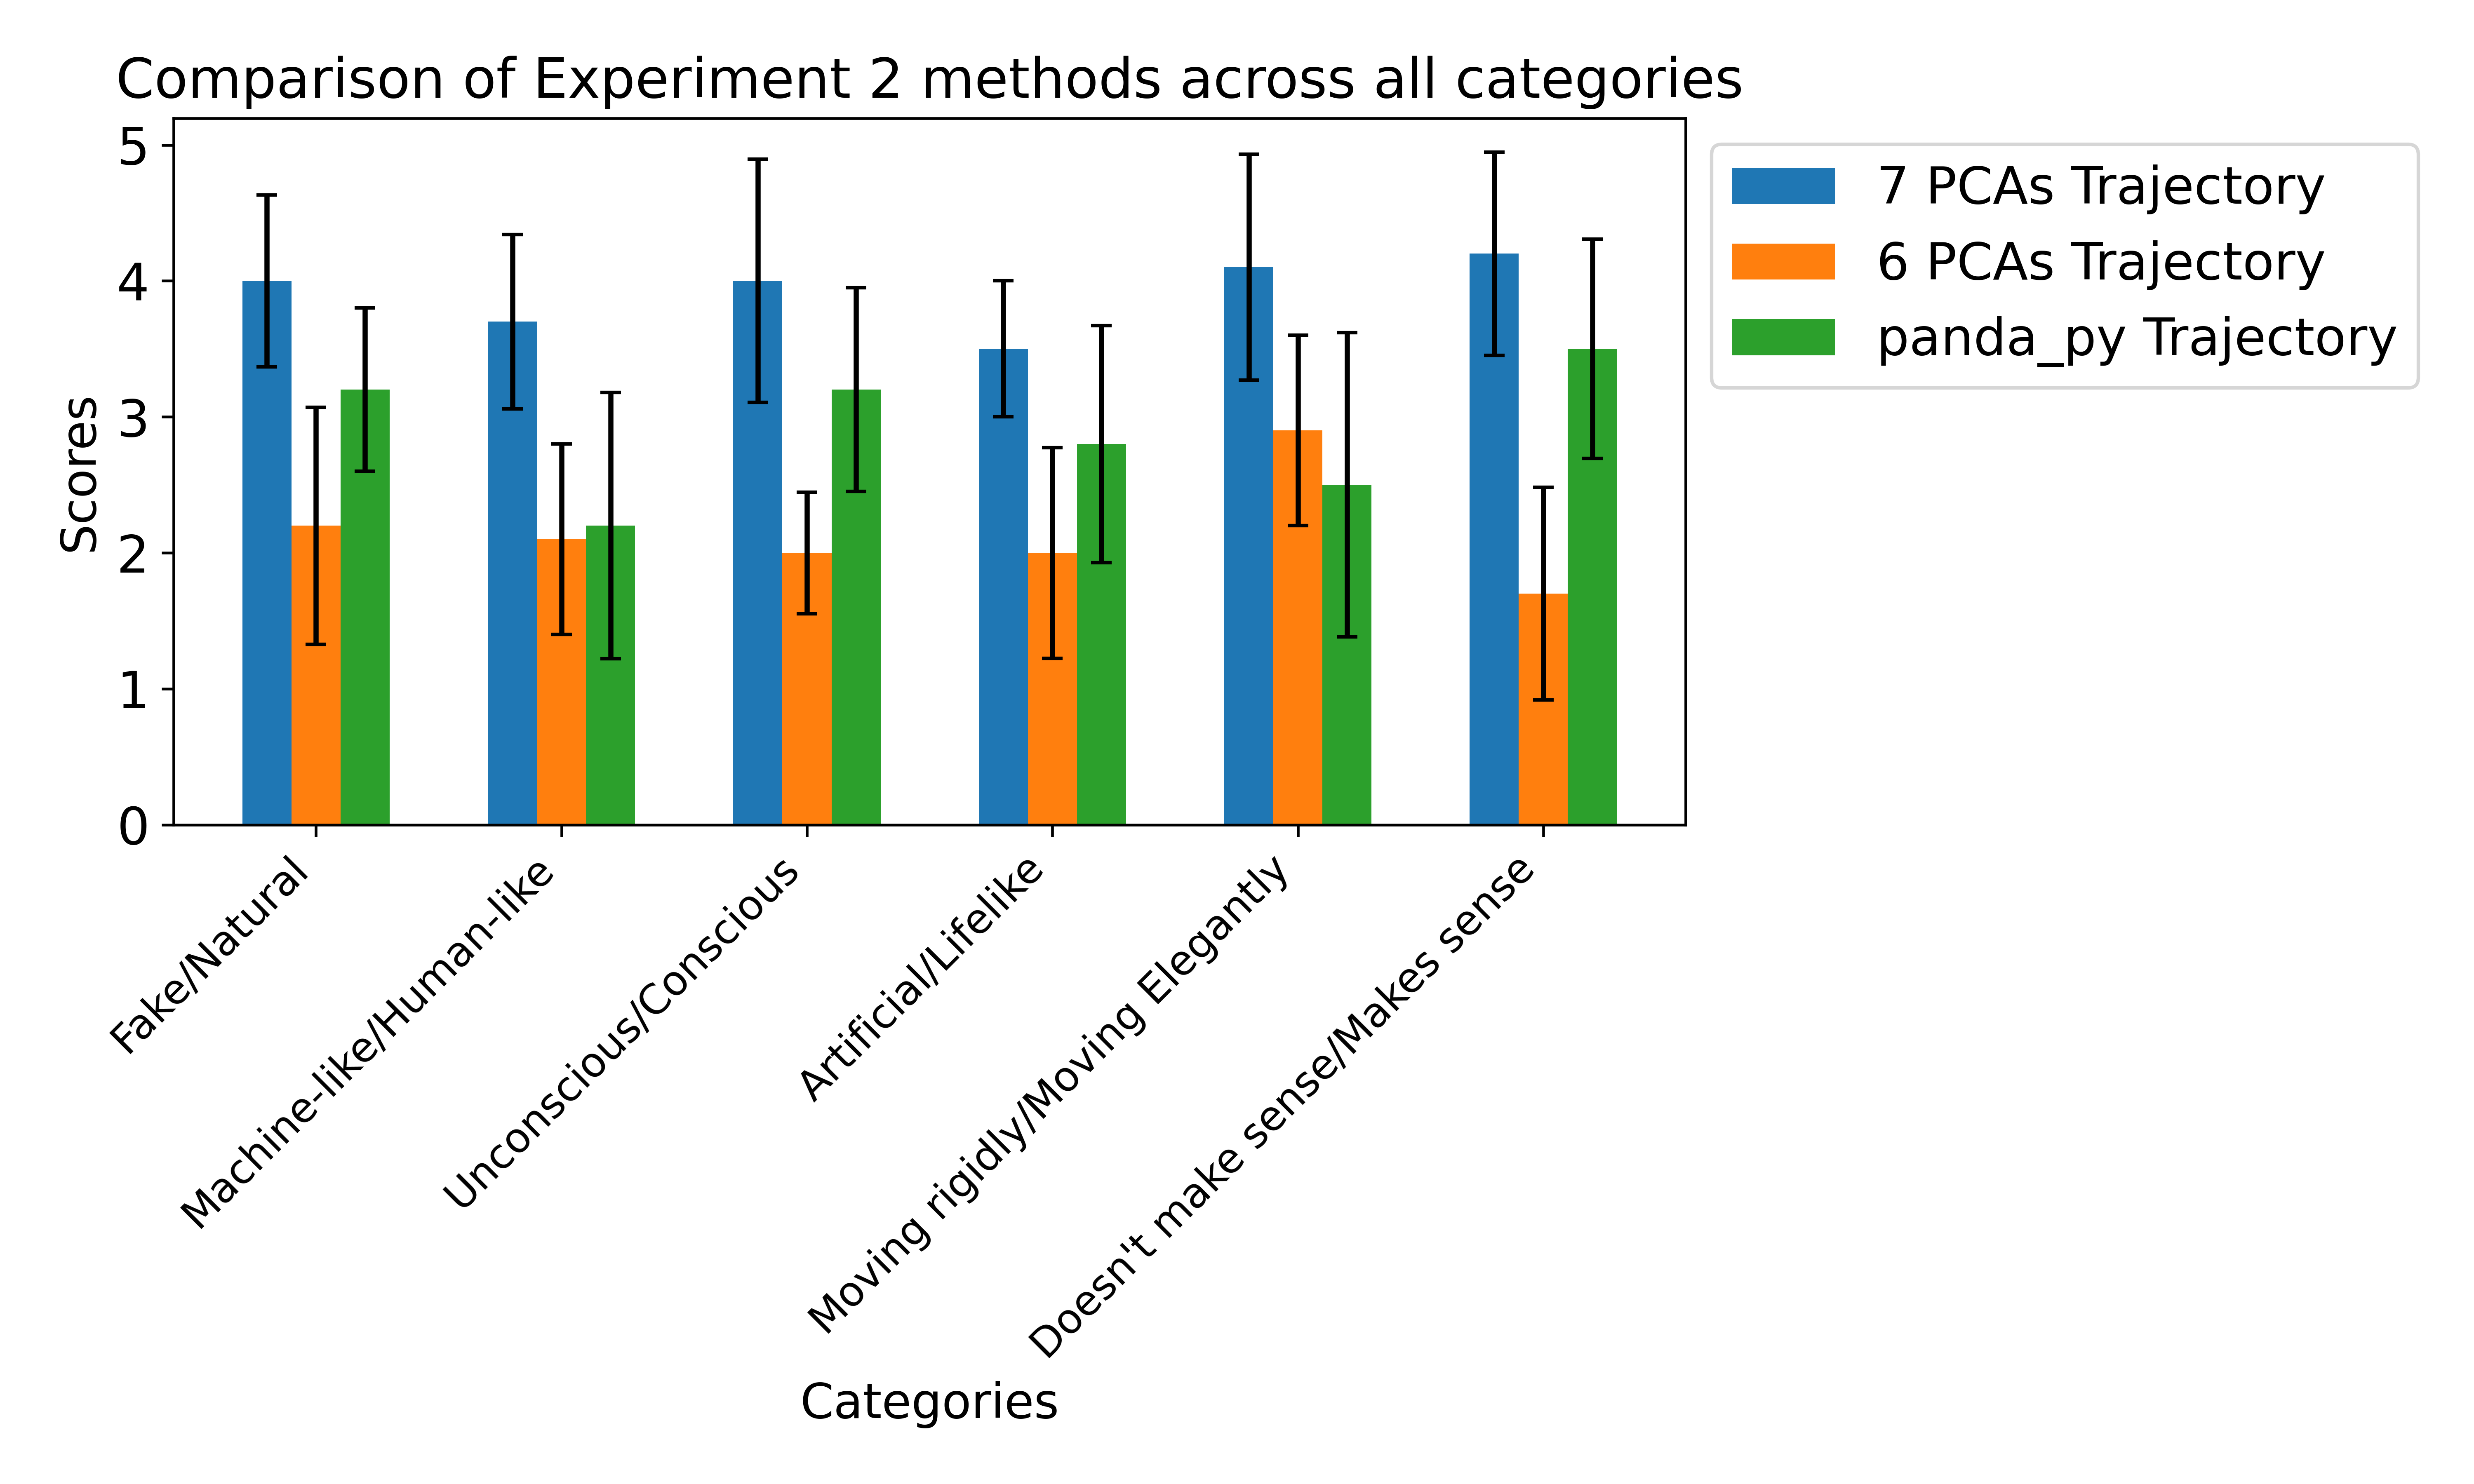 Comparison of Experiment 2 methods across all categories
7 PCAs Trajectory
6 PCAs Trajectory
panda_py Trajectory
Scores
5
4
3
2
1
0
Fake/Natural
Machine-like/Human-like
Unconscious/Conscious
Artificial/Lifelike
Moving rigidly/Moving Elegantly
Doesn't make sense/Makes sense
Categories